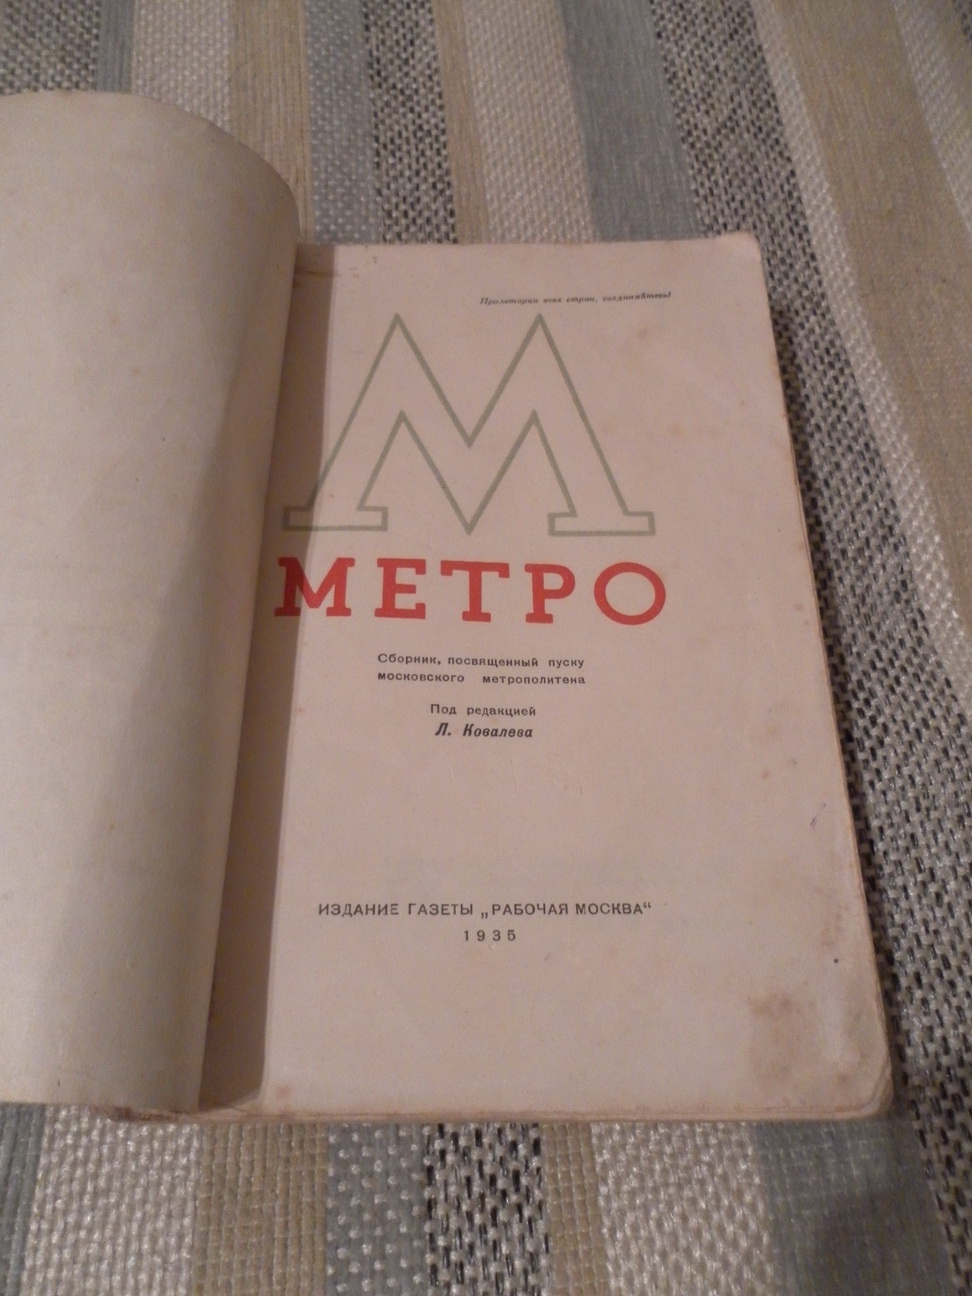 Пролетарии всех стран, соединяйтесь!
М
МЕТРО
Сборник, посвященный пуску
московского метрополитена
Под редакцией
Л. Ковалева
ИЗДАНИЕ ГАЗЕТЫ „РАБОЧАЯ МОСКВА“
1935